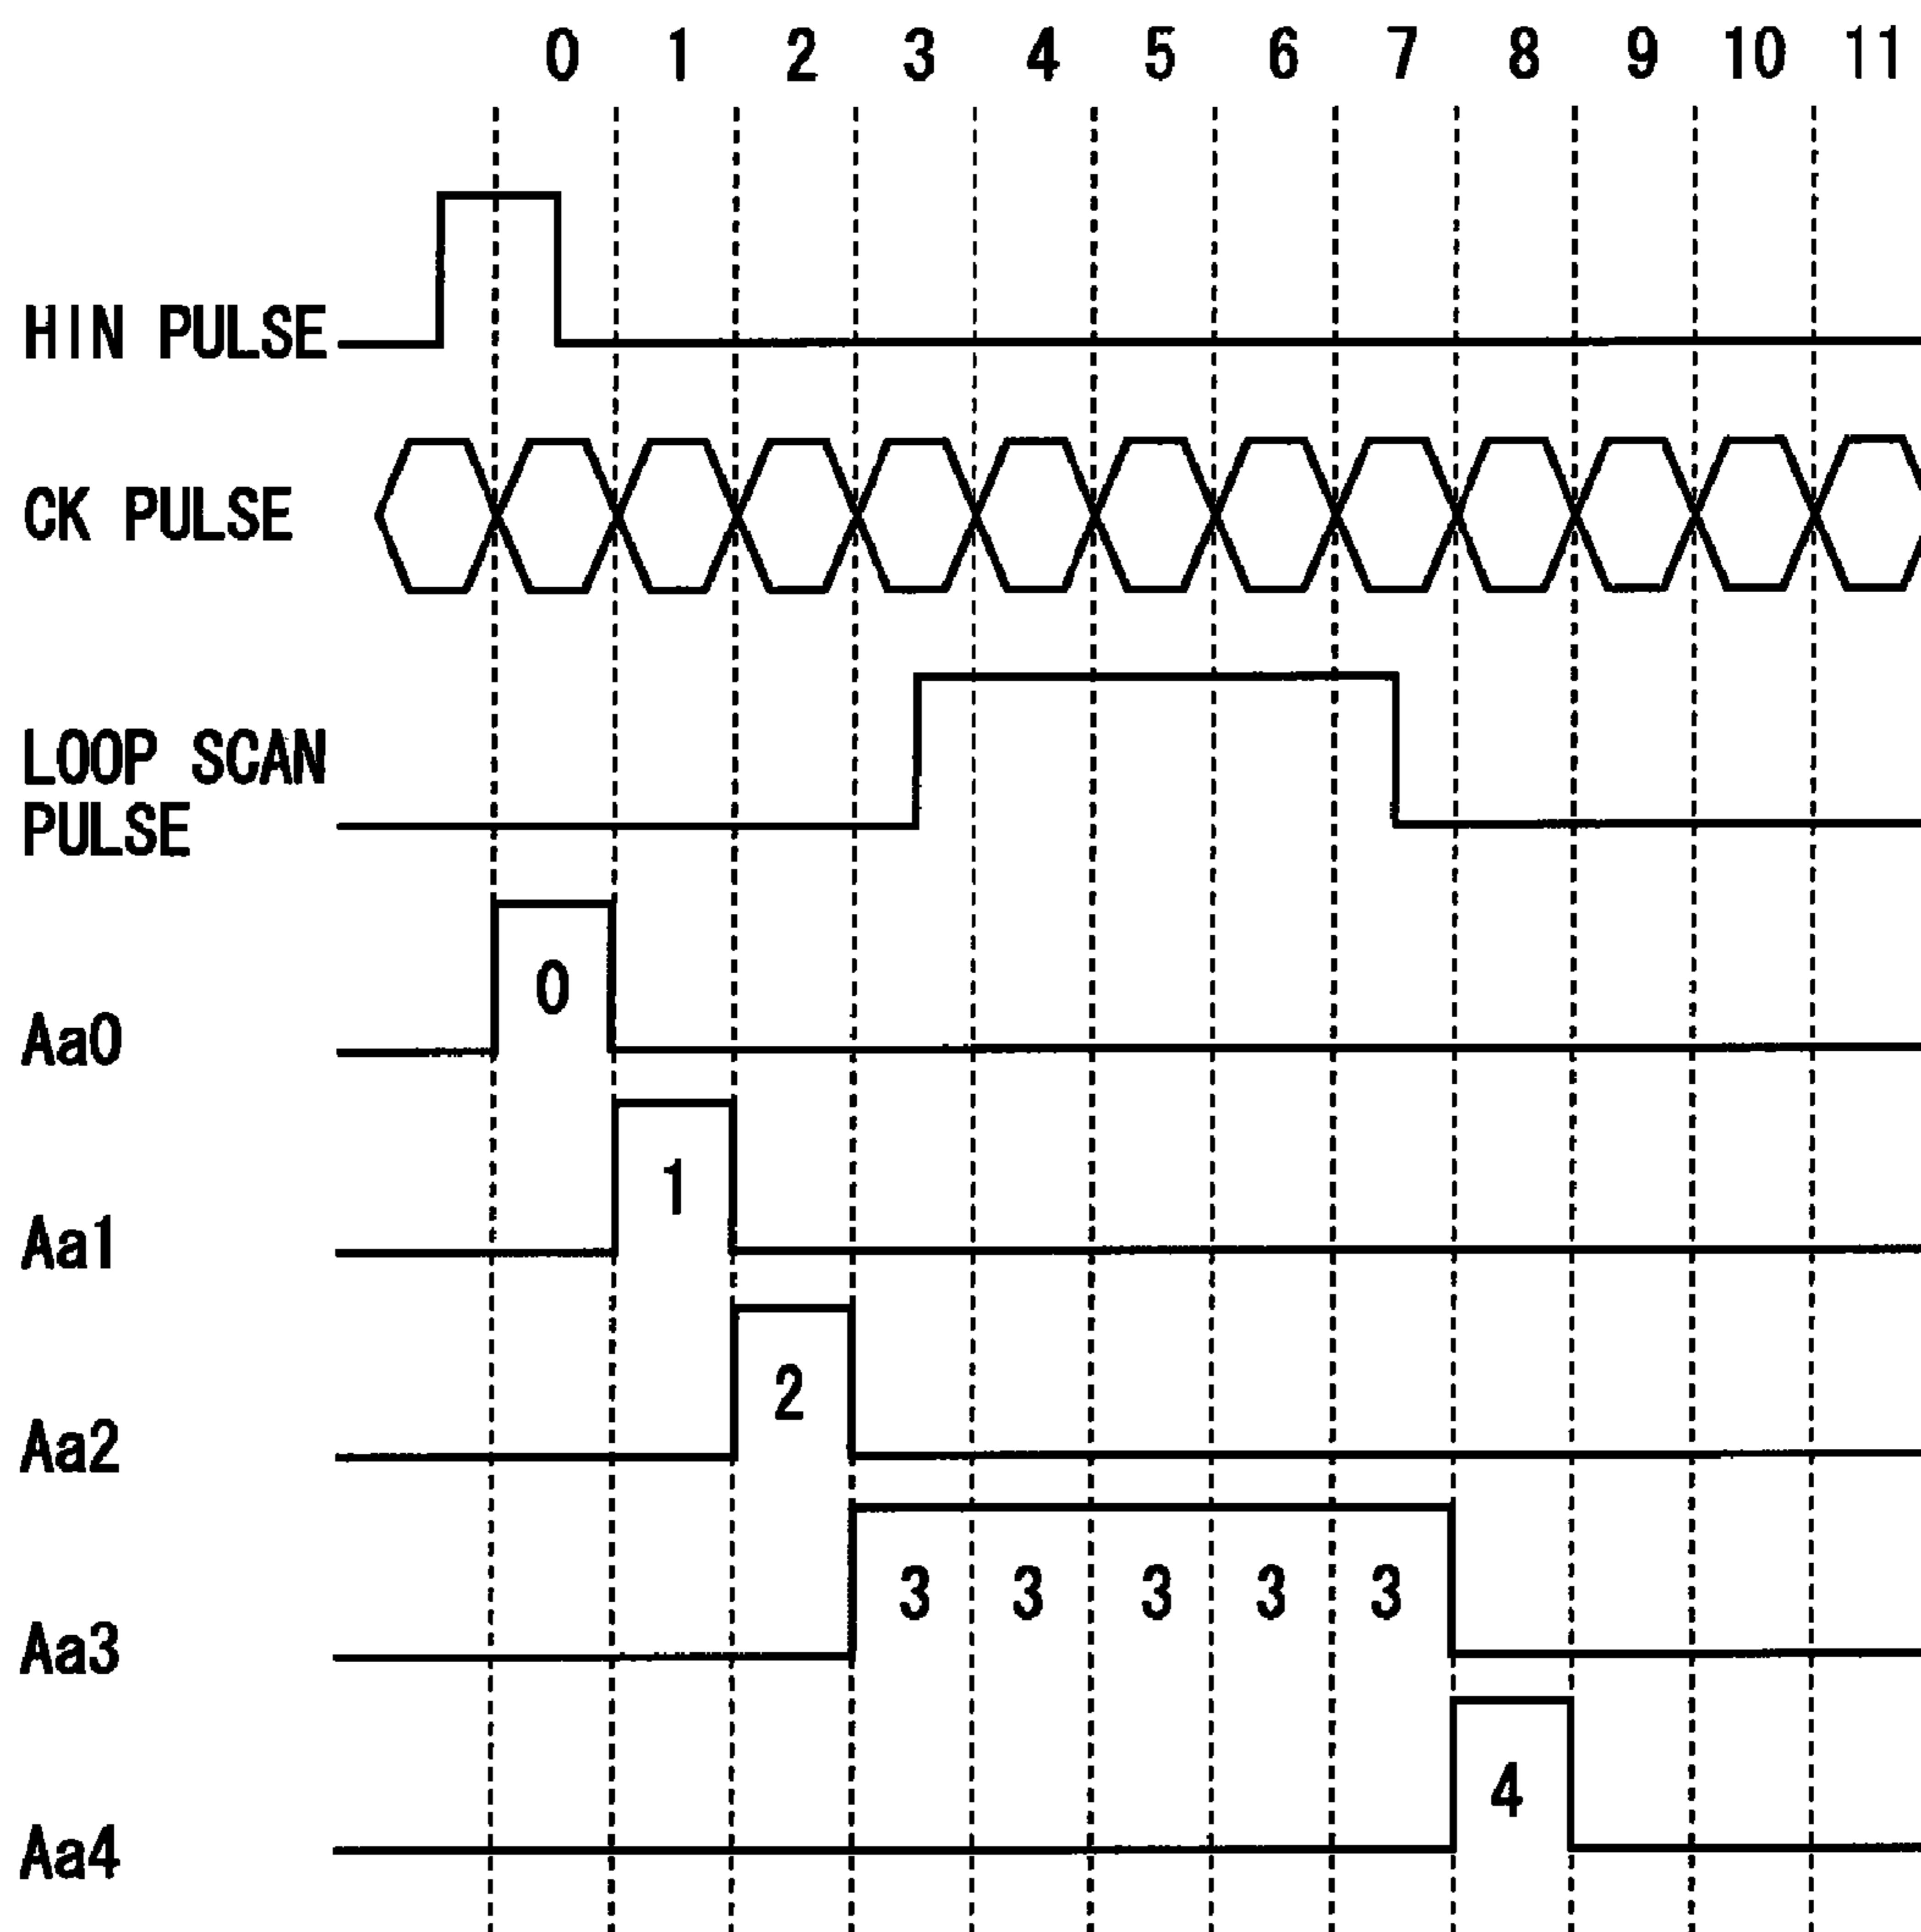 0 1 2 3 4 5 6 7 8 9 10 11
HIN PULSE
CK PULSE
LOOP SCAN
PULSE
0
Aa0
1
Aa1
2
Aa2
3 3 3 3 3
Aa3
4
Aa4